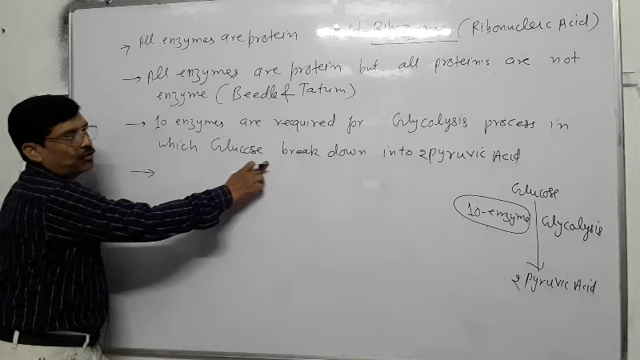 → All enzymes are protein Ribozyme (Ribonucleic Acid)
→ All enzymes are protein but all proteins are not
enzyme (Beedle & Tatum)
→ 10 enzymes are required for Glycolysis process in
which Glucose break down into 2 pyruvic Acid
→
Glucose
10-enzyme Glycolysis
2 Pyruvic Acid